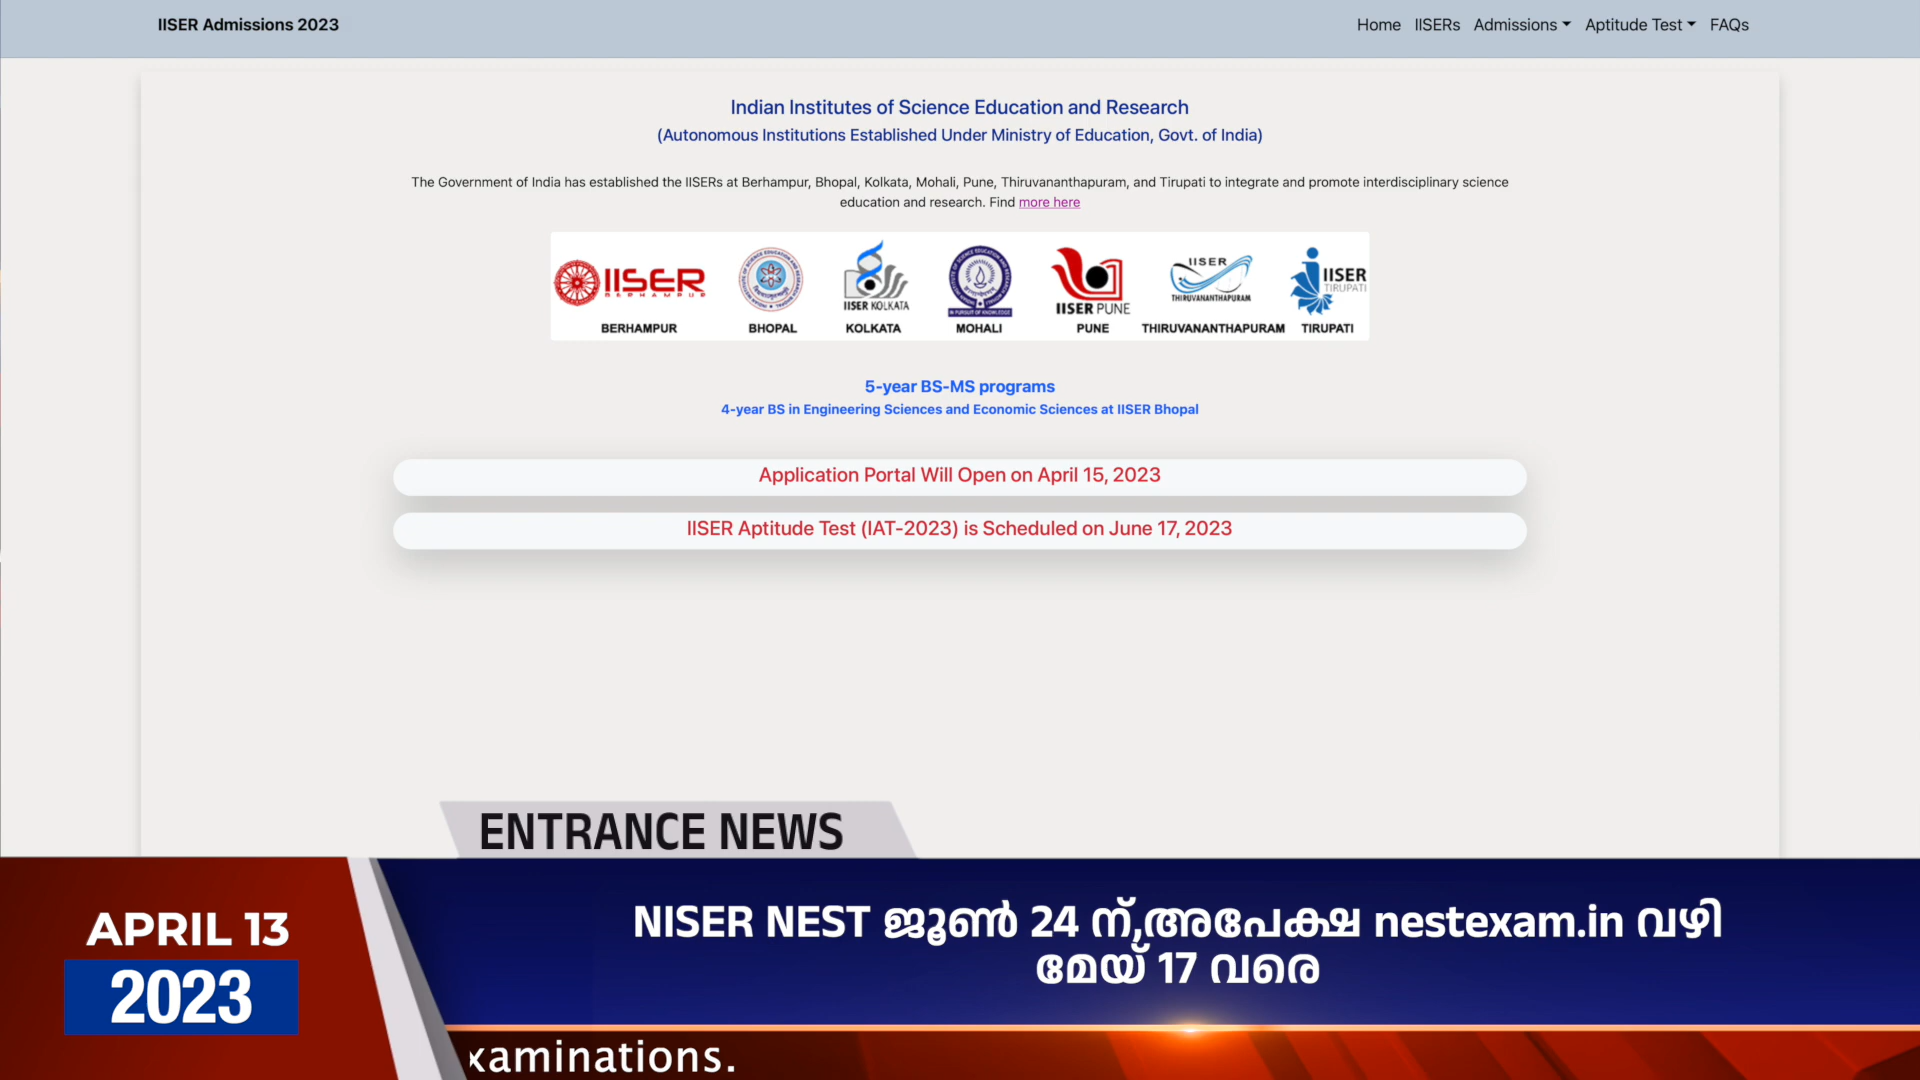 IISER Admissions 2023
Home IISERs Admissions Aptitude Test FAQs
Indian Institutes of Science Education and Research
(Autonomous Institutions Established Under Ministry of Education, Govt. of India)
The Government of India has established the IISERs at Berhampur, Bhopal, Kolkata, Mohali, Pune, Thiruvananthapuram, and Tirupati to integrate and promote interdisciplinary science
education and research. Find more here
IISER BERHAMPUR
IISER KOLKATA
IN PURSUIT OF KNOWLEDGE
IISER PUNE
IISER THIRUVANANTHAPURAM
IISER TIRUPATI
BERHAMPUR BHOPAL KOLKATA MOHALI PUNE THIRUVANANTHAPURAM TIRUPATI
5-year BS-MS programs
4-year BS in Engineering Sciences and Economic Sciences at IISER Bhopal
Application Portal Will Open on April 15, 2023
IISER Aptitude Test (IAT-2023) is Scheduled on June 17, 2023
ENTRANCE NEWS
APRIL 13
2023
NISER NEST ജൂൺ 24 ന്,അപേക്ഷ nestexam.in വഴി
മേയ് 17 വരെ
xaminations.